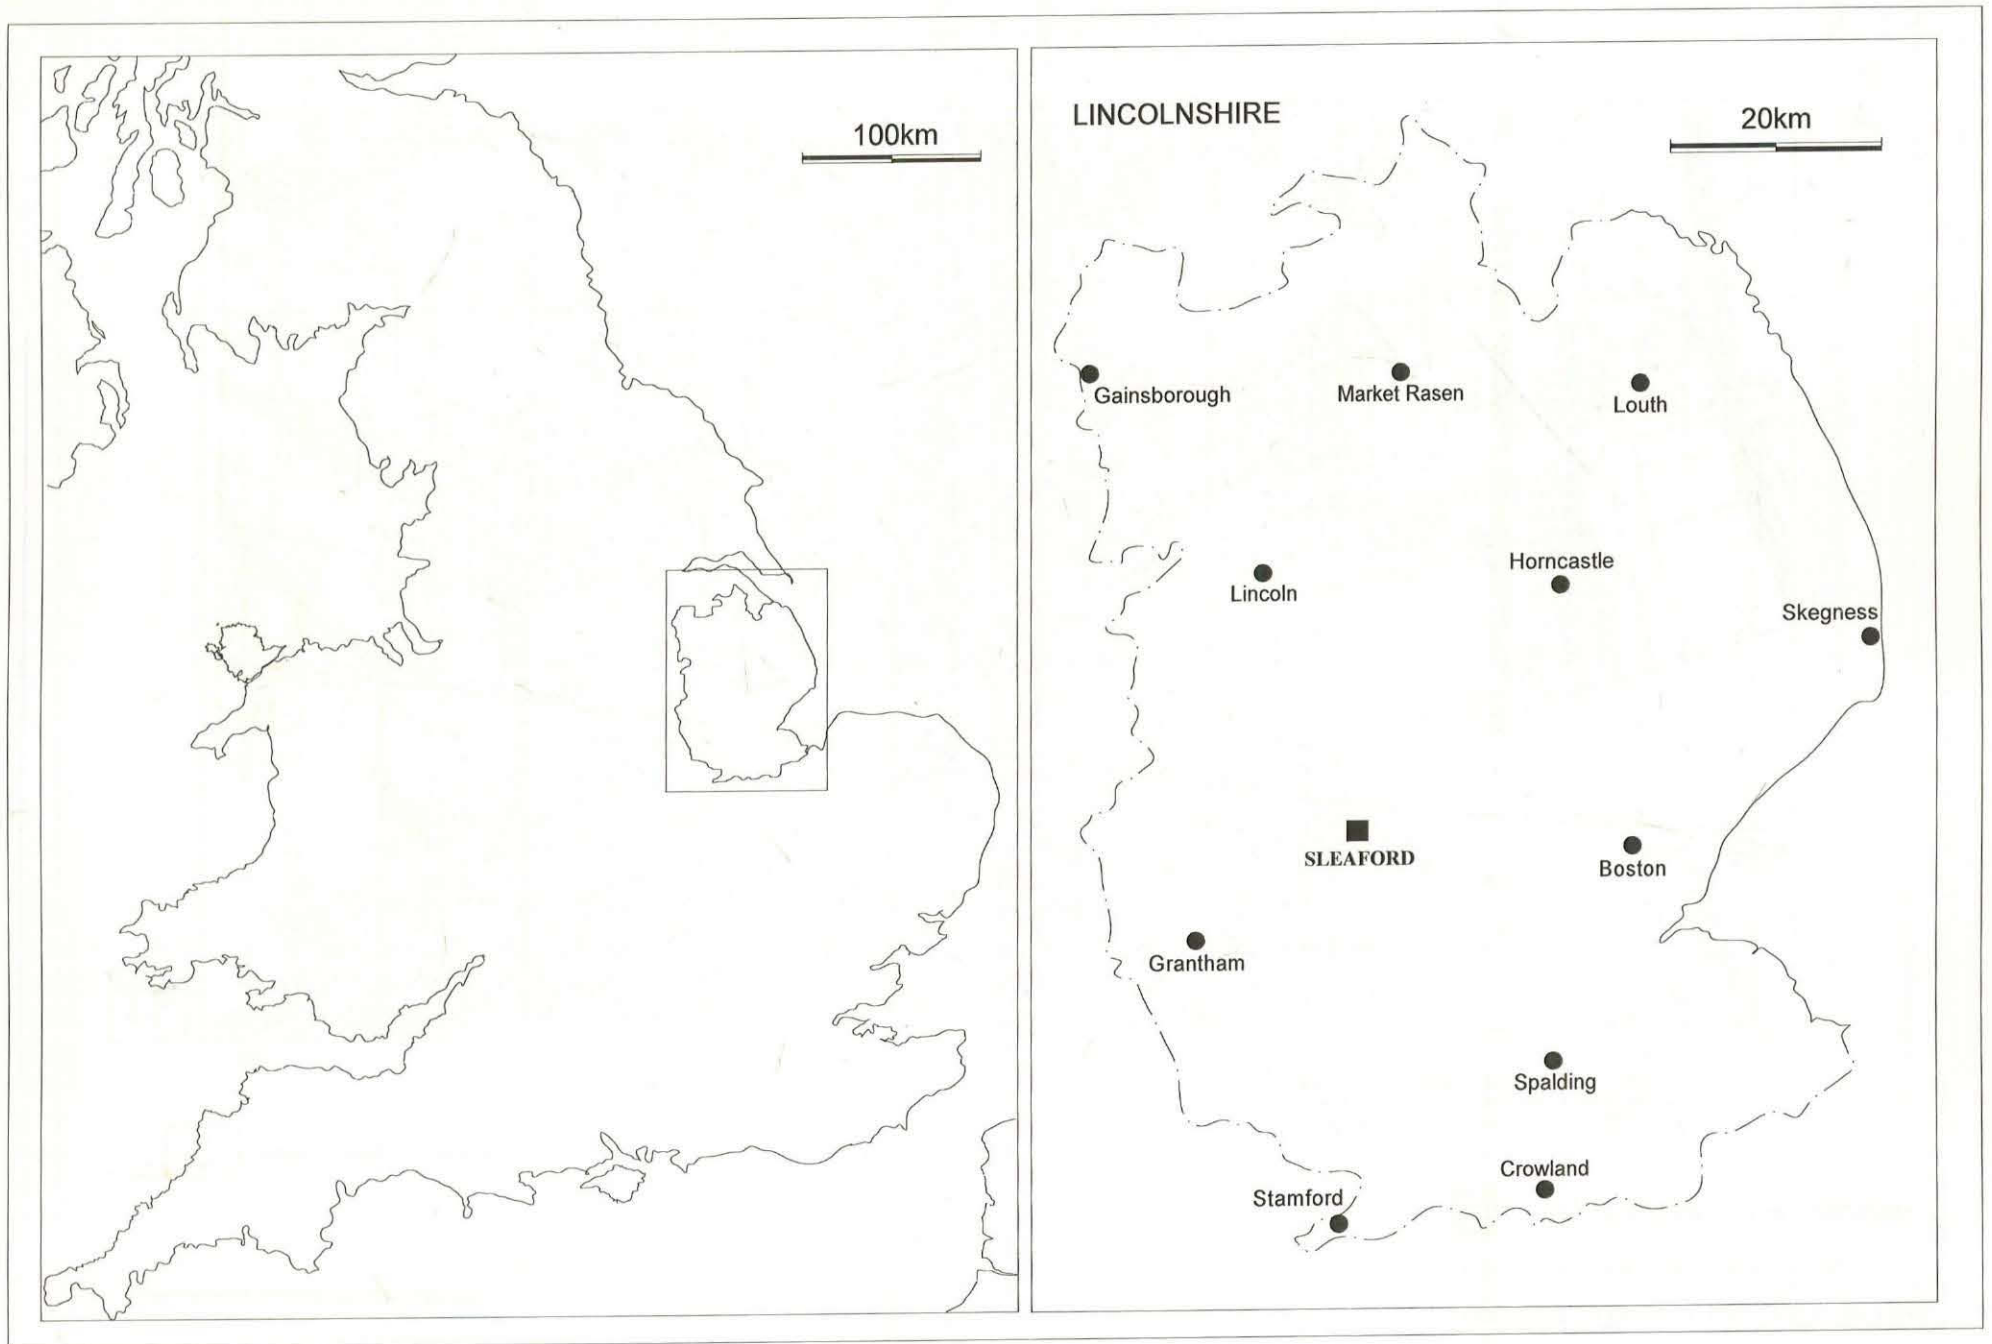 100km
LINCOLNSHIRE
20km
Gainsborough
Market Rasen
Louth
Horncastle
Lincoln
Skegness
SLEAFORD
Boston
Grantham
Spalding
Crowland
Stamford